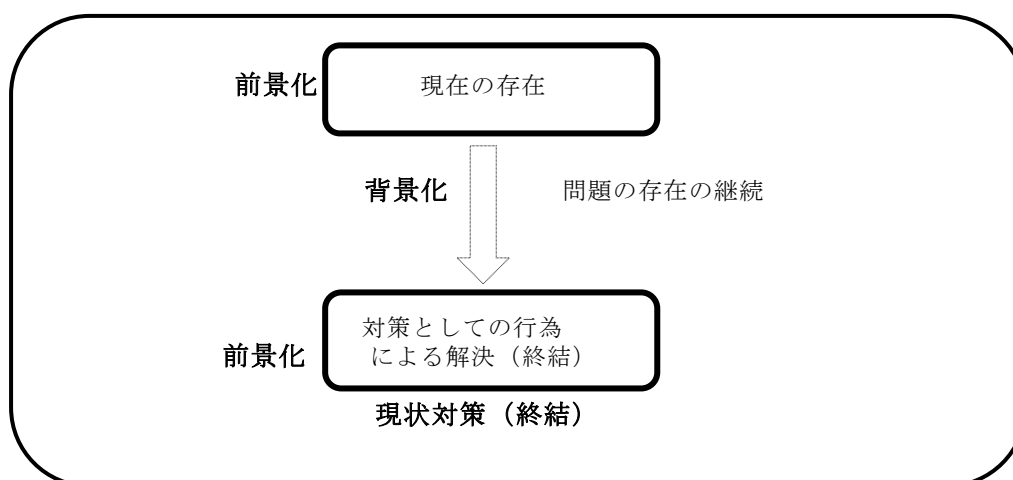 前景化
現在の存在
背景化
問題の存在の継続
前景化
対策としての行為
による解決（終結）
現状対策（終結）